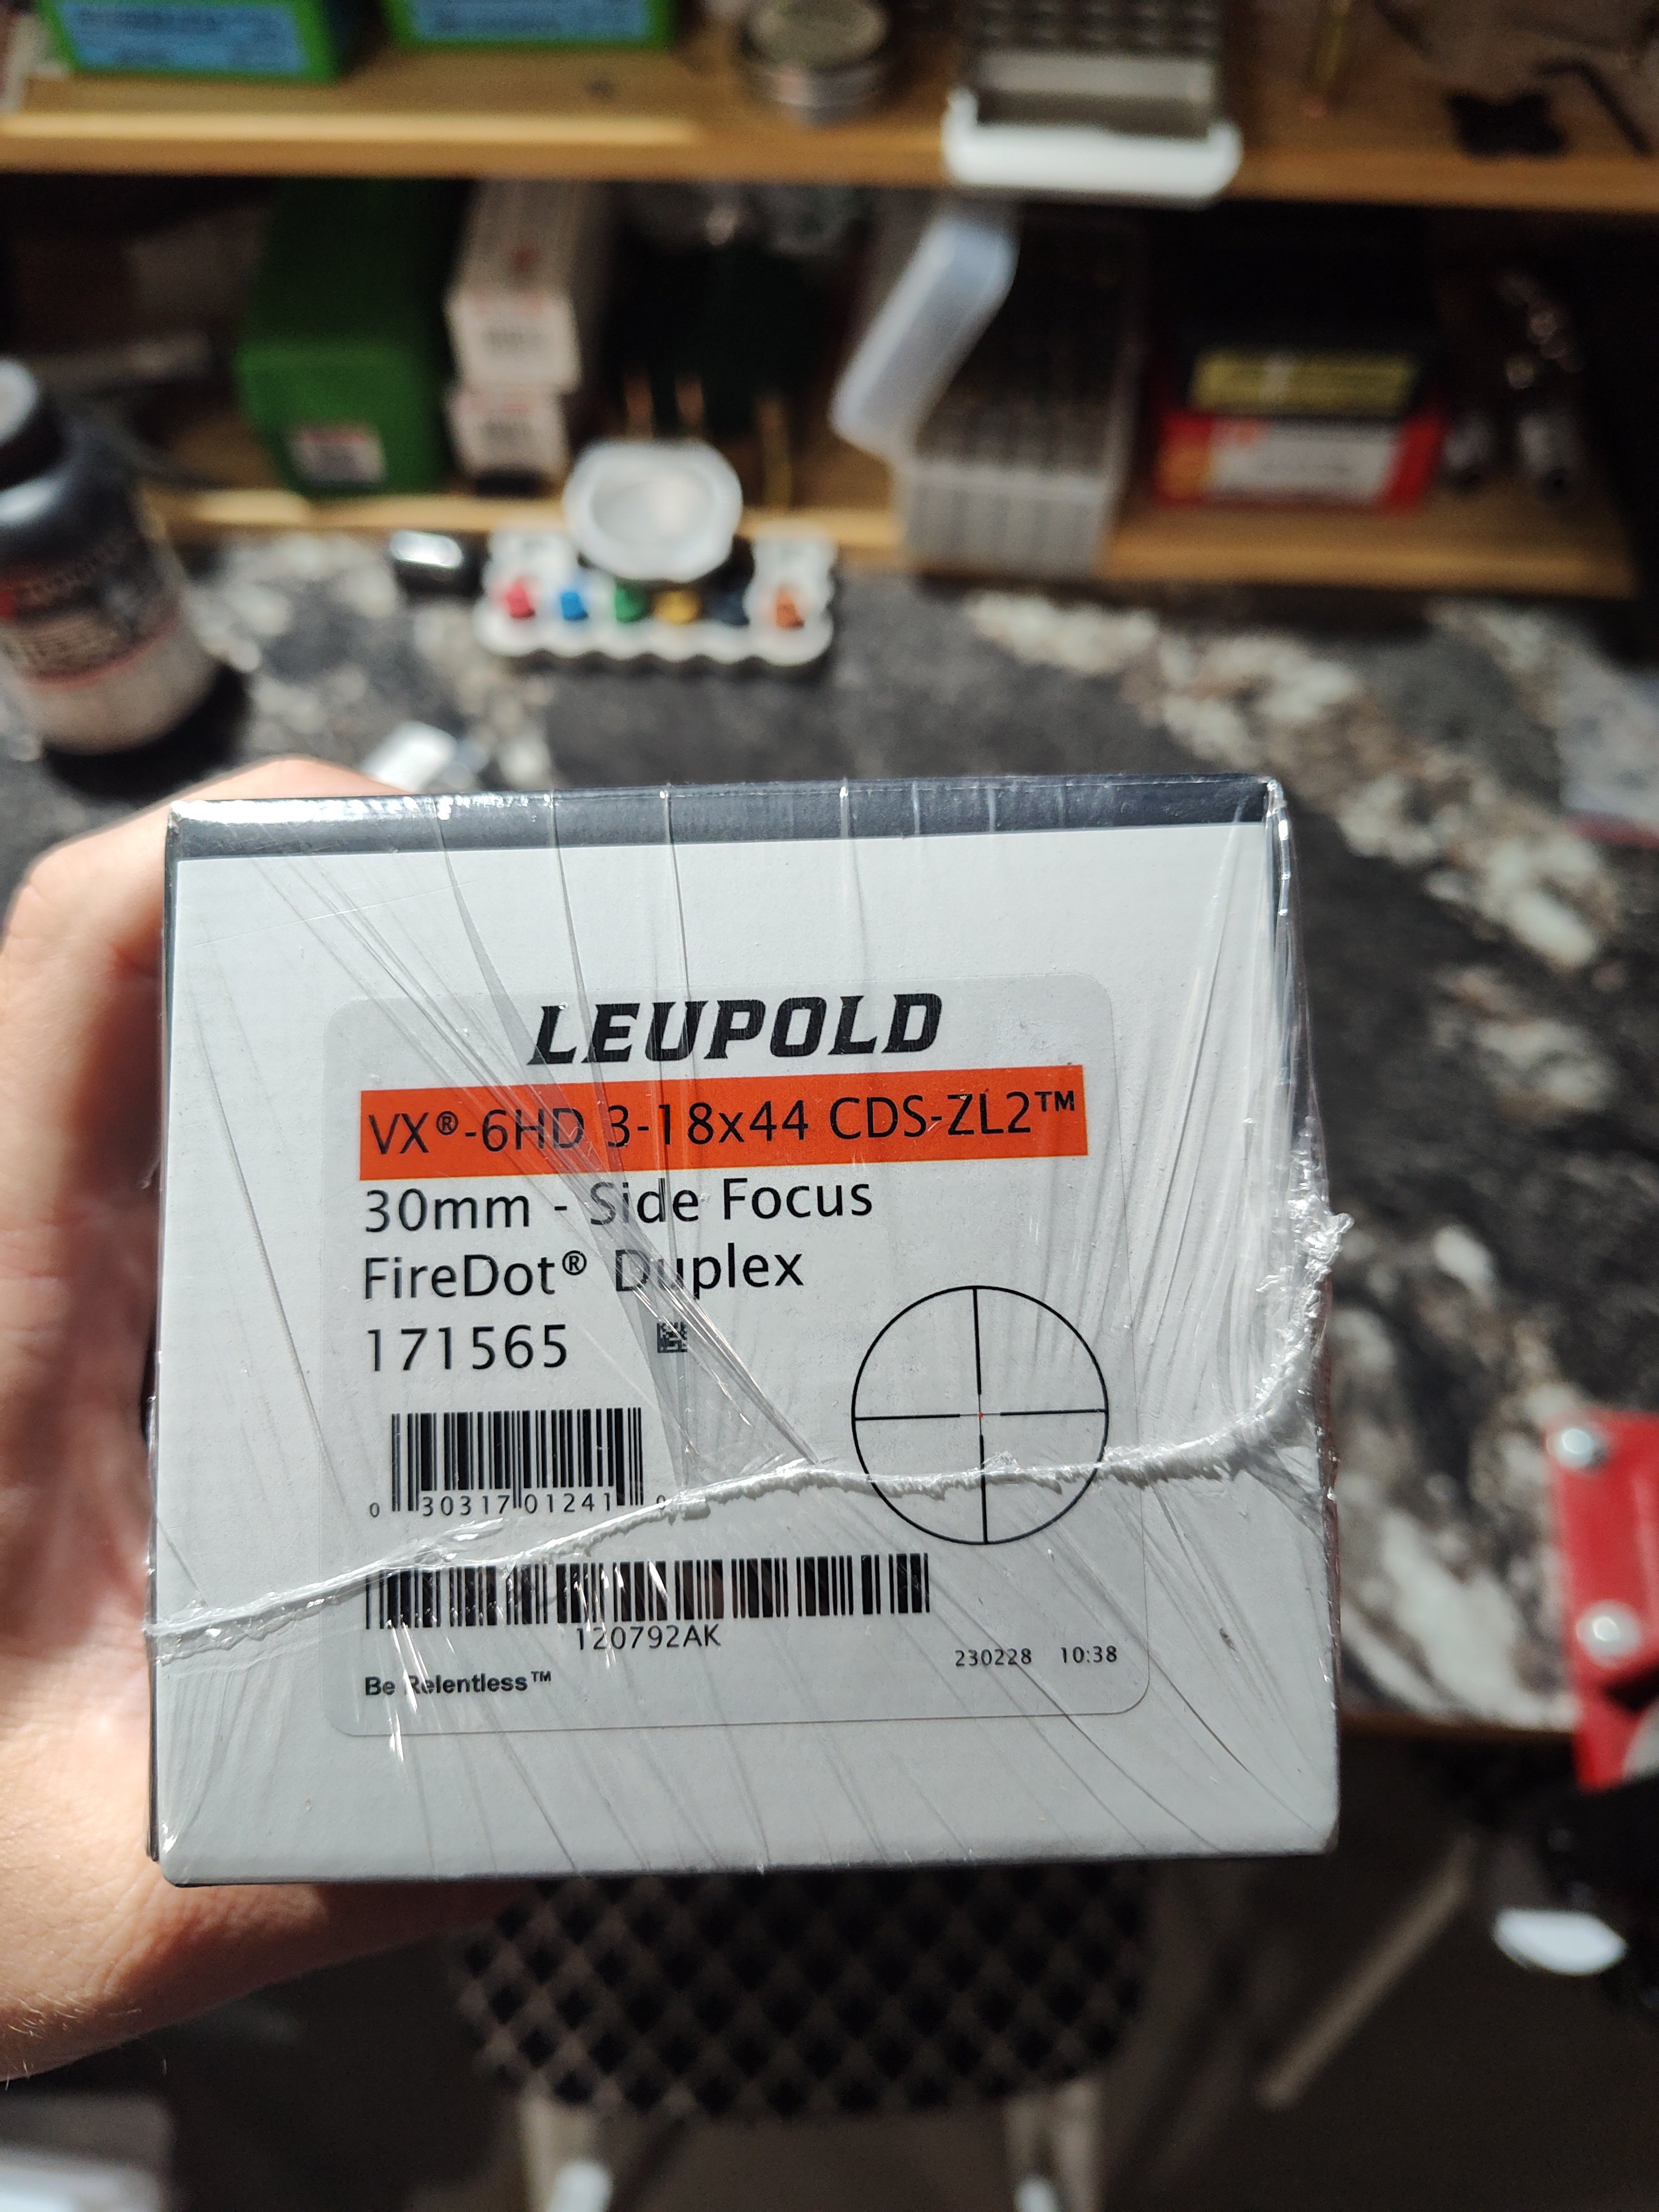 LEUPOLD
VX®-6HD 3-18x44 CDS-ZL2™
30mm - Side Focus
FireDot® Duplex
171565
0 30317 01241
120792AK
230228 10:38
Be Relentless™